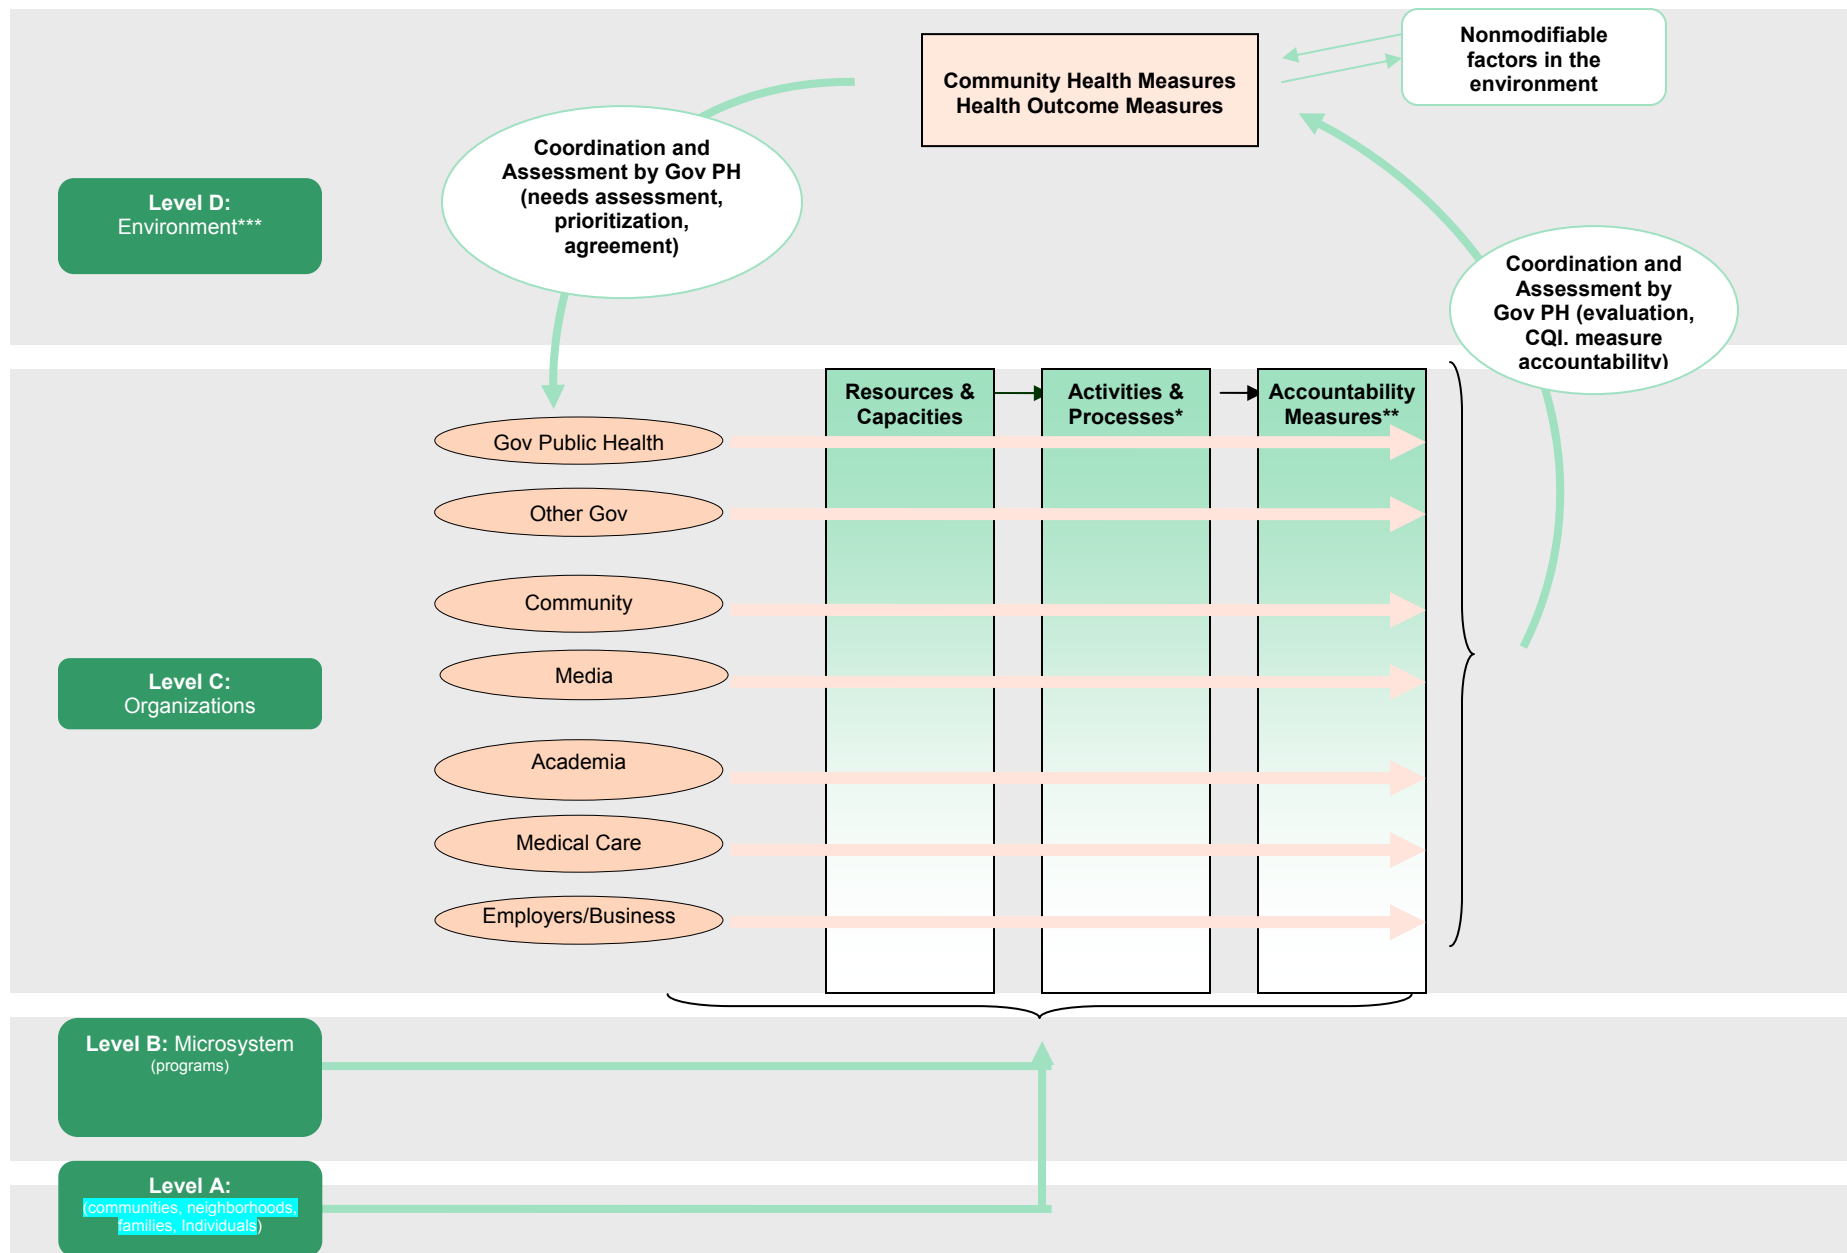 Nonmodifiable
factors in the
environment
Community Health Measures
Health Outcome Measures
Coordination and
Assessment by Gov PH
(needs assessment,
prioritization,
agreement)
Level D:
Environment***
Coordination and
Assessment by
Gov PH (evaluation,
CQI. measure
accountability)
Resources &
Capacities
Activities &
Processes*
Accountability
Measures**
Gov Public Health
Other Gov
Community
Media
Level C:
Organizations
Academia
Medical Care
Employers/Business
Level B: Microsystem
(programs)
Level A:
(communities, neighborhoods,
families, Individuals)